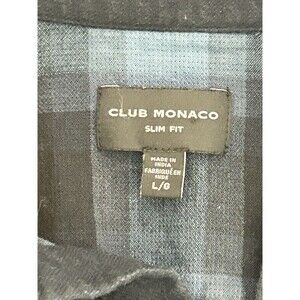 CLUB MONACO
SLIM FIT
MADE IN
INDIA
FABRIQUÉ EN
INDE
L/G